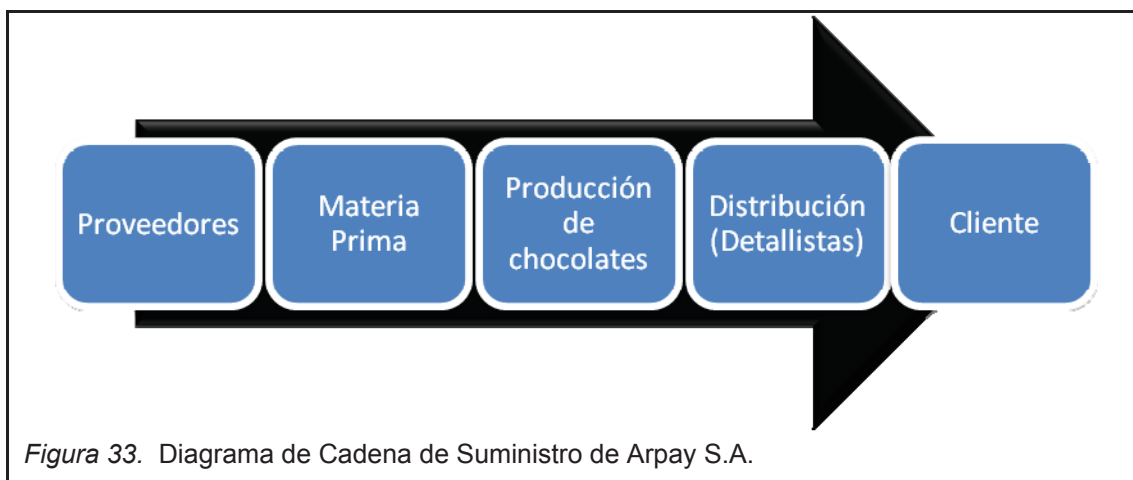 Proveedores
Materia
Prima
Producción
de
chocolates
Distribución
(Detallistas)
Cliente
Figura 33. Diagrama de Cadena de Suministro de Arpay S.A.